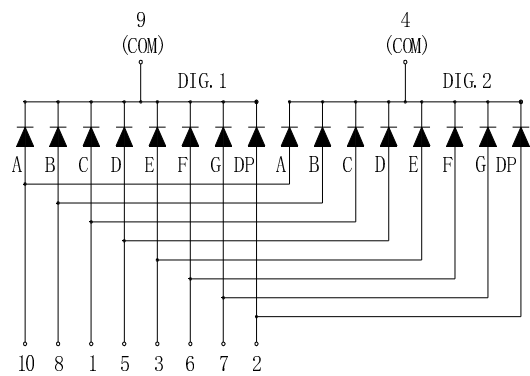 9 4
(COM) (COM)
DIG.1 DIG.2
A B C D E F G DP A B C D E F G DP
10 8 1 5 3 6 7 2